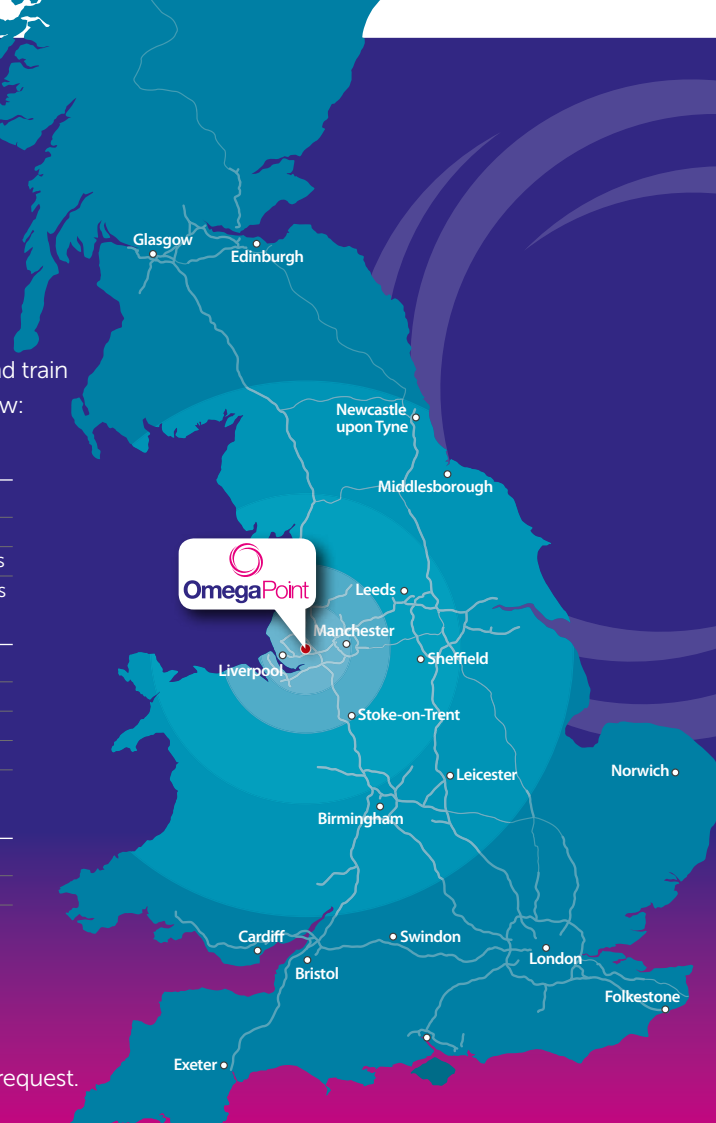 Glasgow
Edinburgh
nd train
w:
Newcastle
upon Tyne
Middlesborough
s
s
OmegaPoint
Leeds
Manchester
Liverpool
Sheffield
Stoke-on-Trent
Leicester
Norwich
Birmingham
Cardiff
Swindon
Bristol
London
Folkestone
Exeter
request.